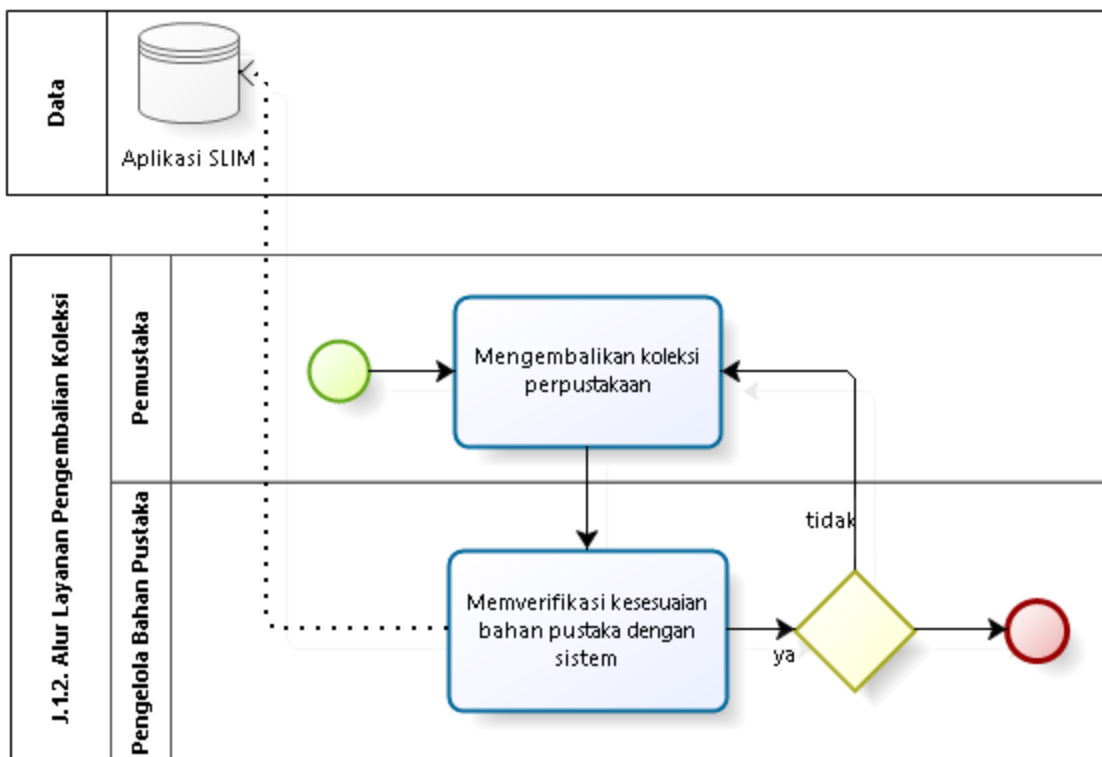 Data
Aplikasi SLIM
J.1.2. Alur Layanan Pengembalian Koleksi
Pemustaka
Mengembalikan koleksi
perpustakaan
tidak
Pengelola Bahan Pustaka
Memverifikasi kesesuaian
bahan pustaka dengan
sistem
ya